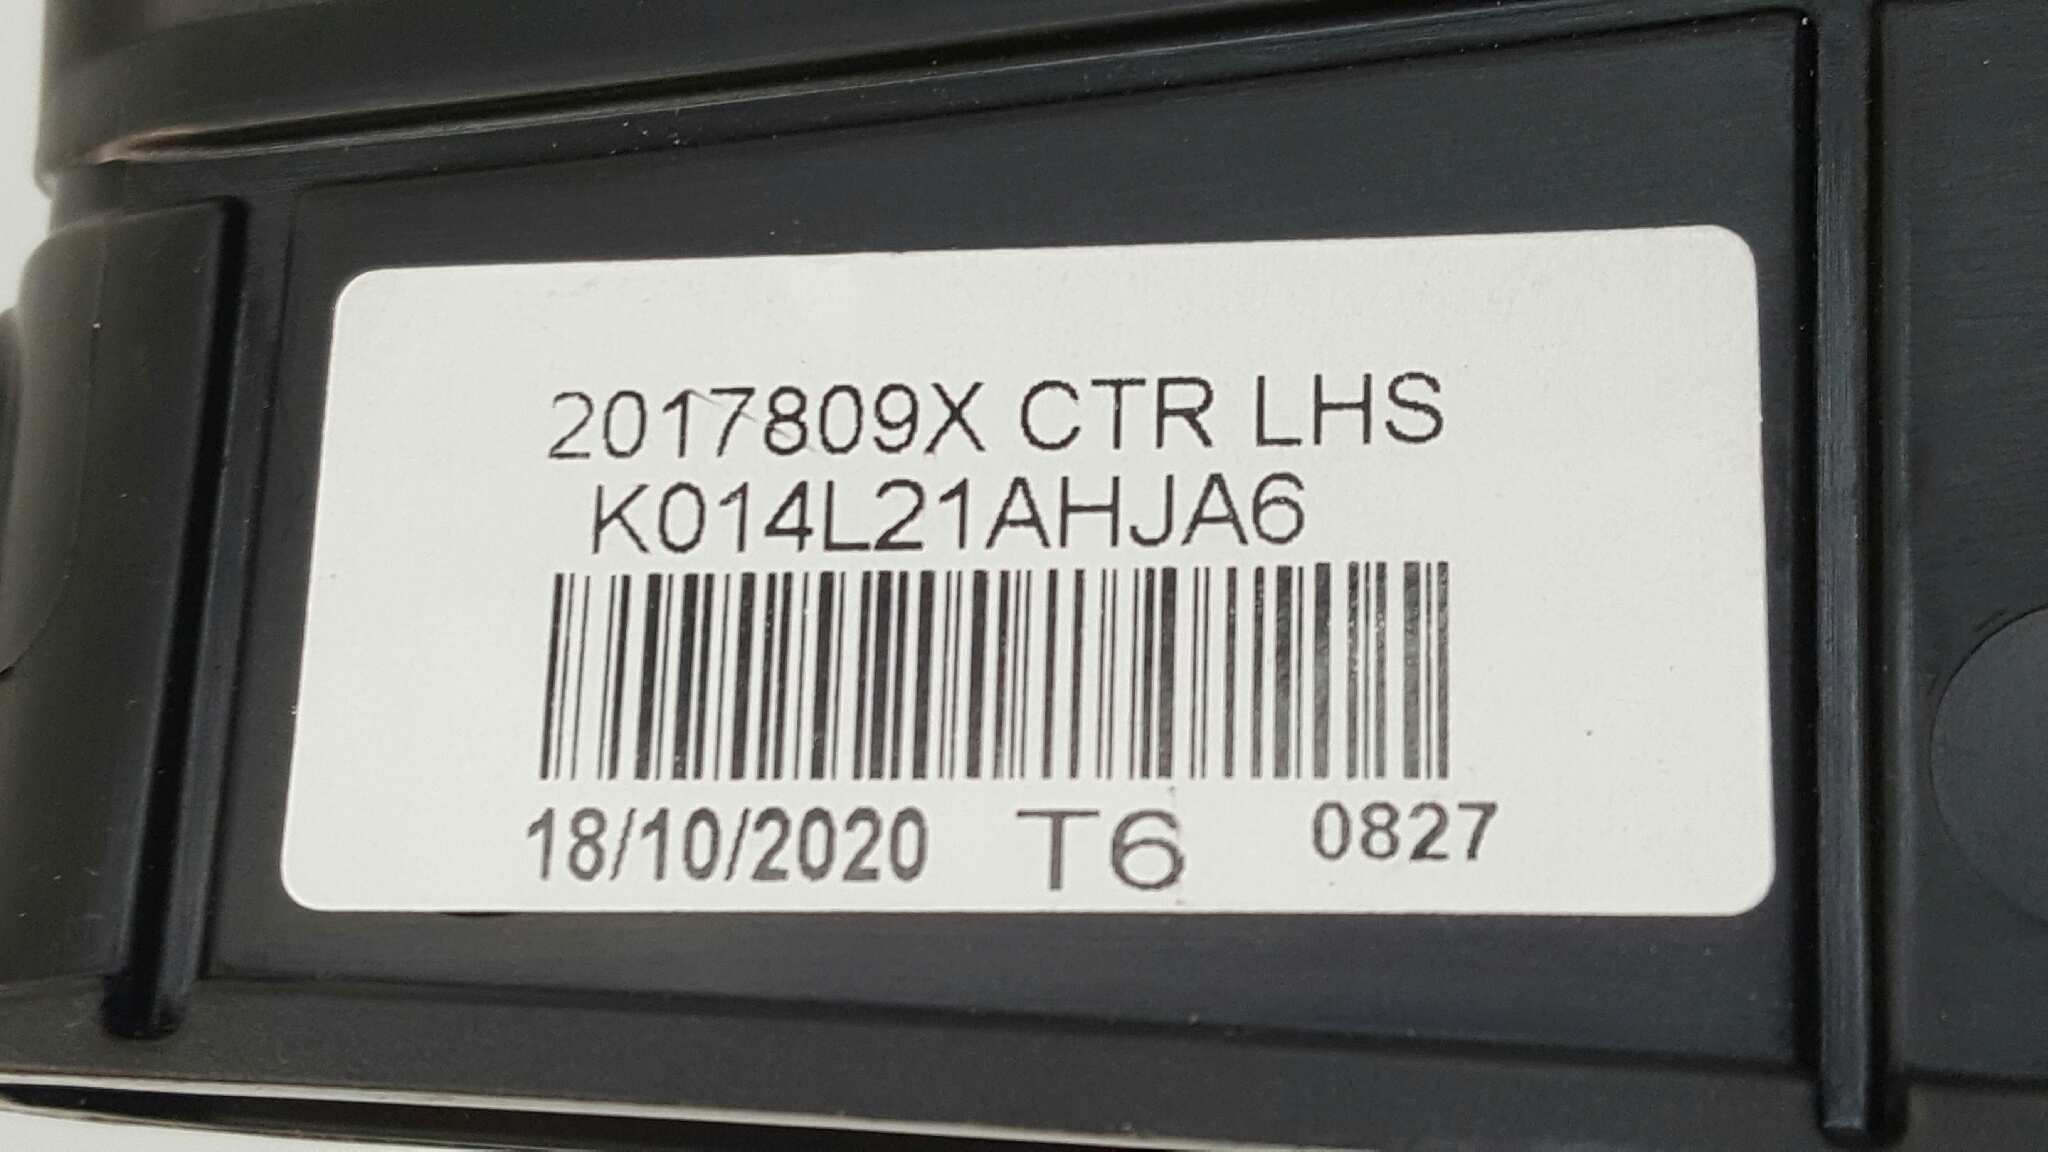 2017809X CTR LHS
K014L21AHJA6
18/10/2020 T6 0827